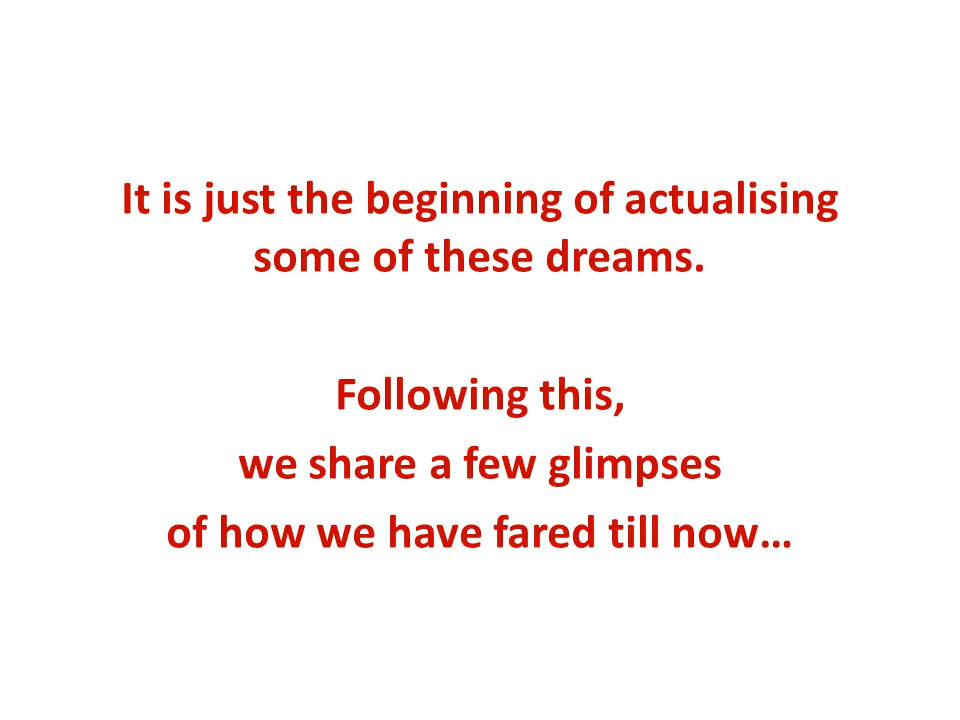 It is just the beginning of actualising
some of these dreams.
Following this,
we share a few glimpses
of how we have fared till now…